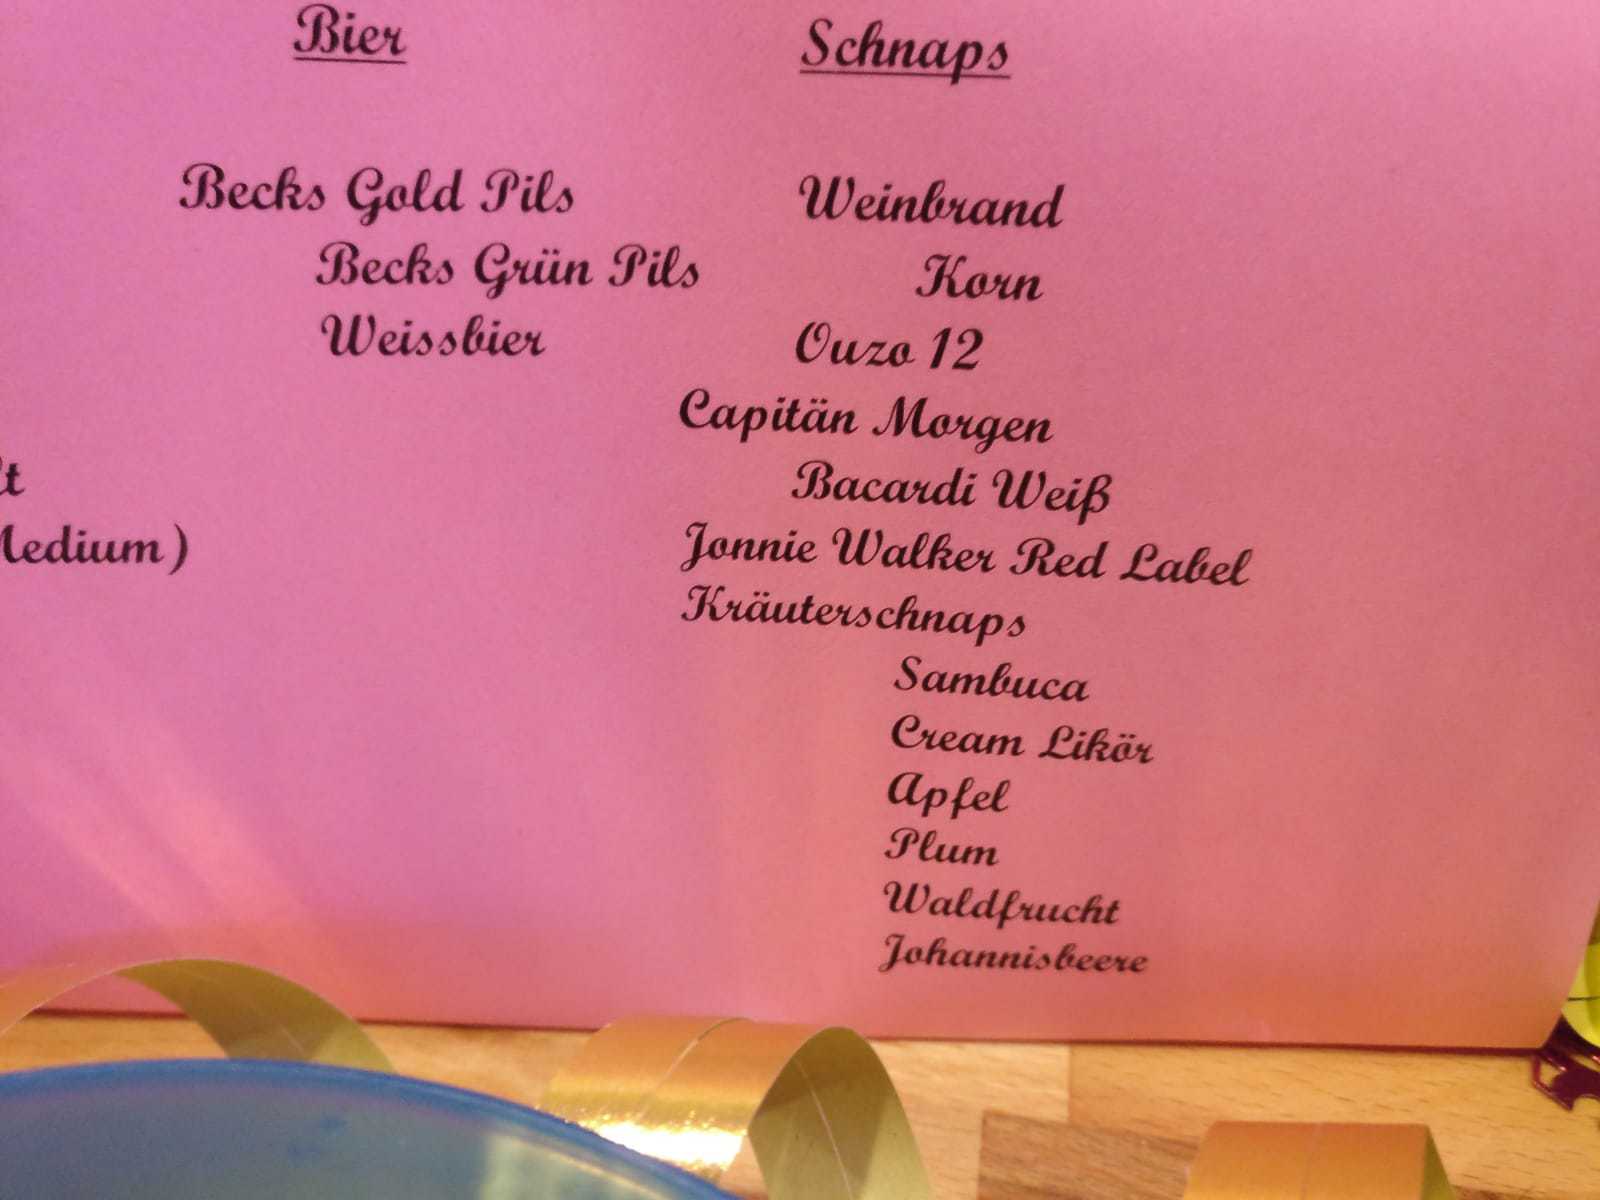 Bier
Becks Gold Pils
Becks Grün Pils
Weissbier
Schnaps
Weinbrand
Korn
Ouzo 12
Capitän Morgen
Bacardi Weiß
Jonnie Walker Red Label
Kräuterschnaps
Sambuca
Cream Likör
Apfel
Plum
Waldfrucht
Johannisbeere